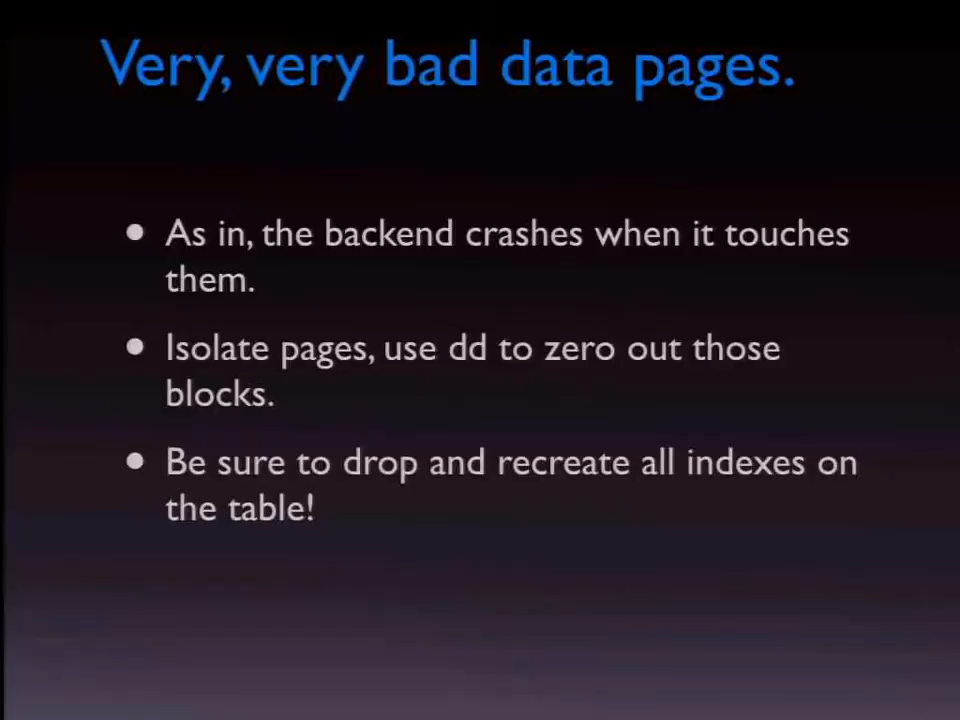 Very, very bad data pages.
• As in, the backend crashes when it touches
them.
• Isolate pages, use dd to zero out those
blocks.
• Be sure to drop and recreate all indexes on
the table!